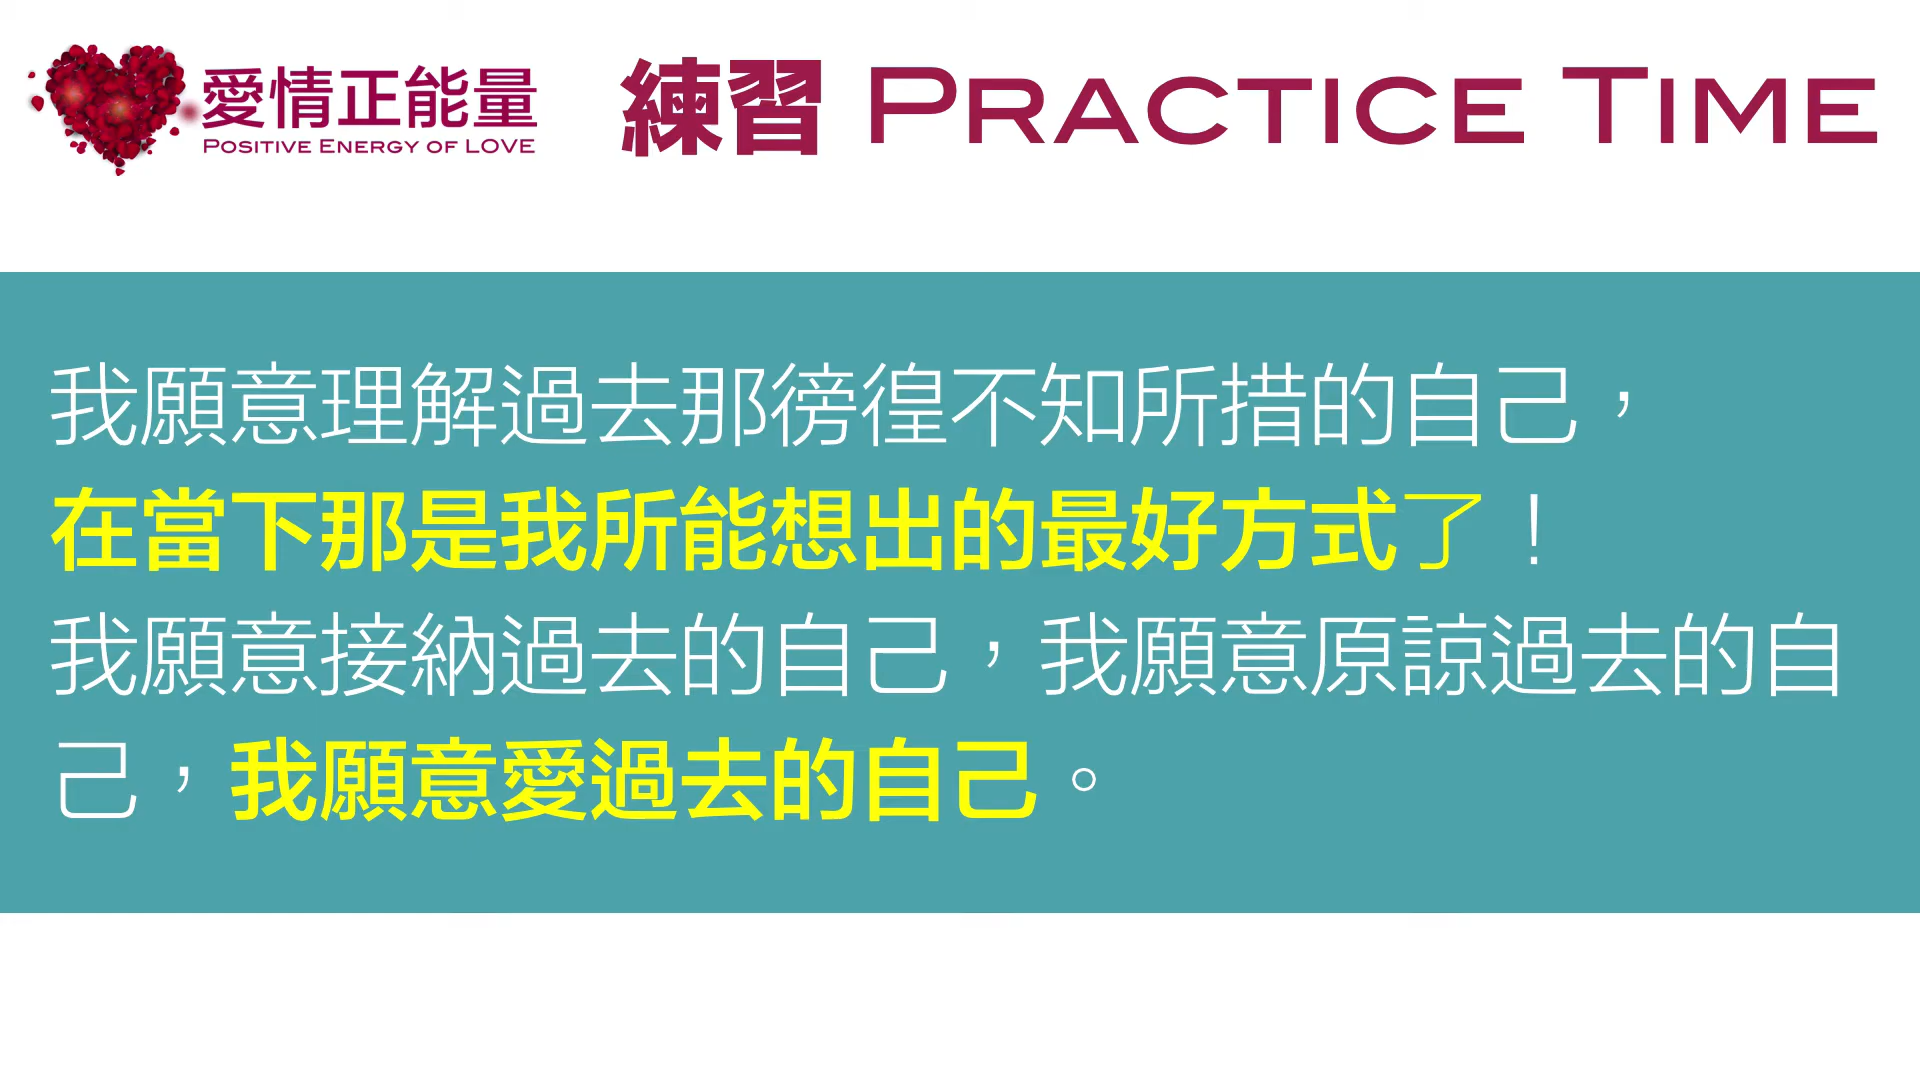 愛情正能量
POSITIVE ENERGY OF LOVE
練習 PRACTICE TIME
我願意理解過去那徬徨不知所措的自己，
在當下那是我所能想出的最好方式了！
我願意接納過去的自己，我願意原諒過去的自
己，我願意愛過去的自己。